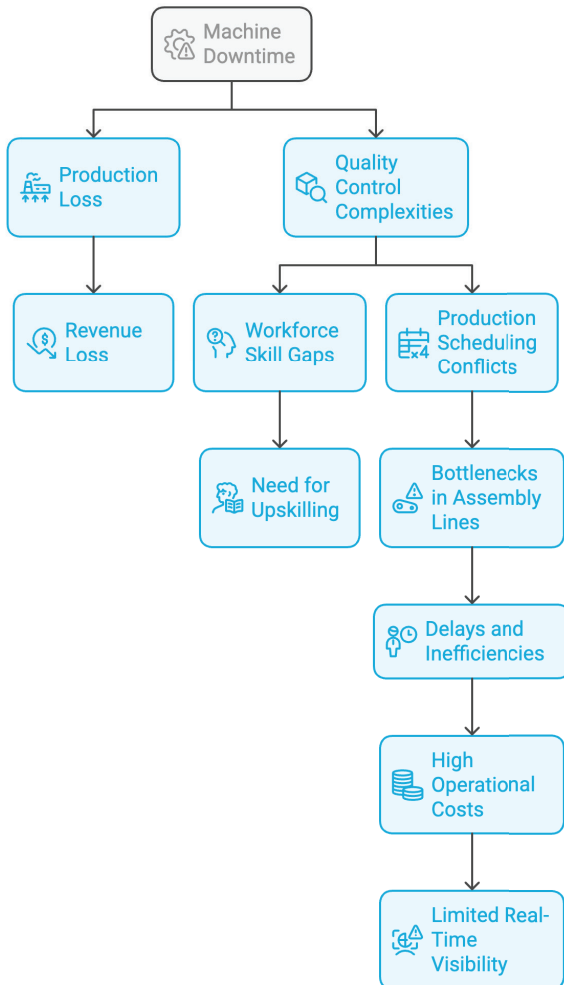 Machine
Downtime
Production
Loss
Quality
Control
Complexities
Revenue
Loss
Workforce
Skill Gaps
×4
Production
Scheduling
Conflicts
Need for
Upskilling
Bottlenecks
in Assembly
Lines
Delays and
Inefficiencies
High
Operational
Costs
Limited Real-
Time
Visibility